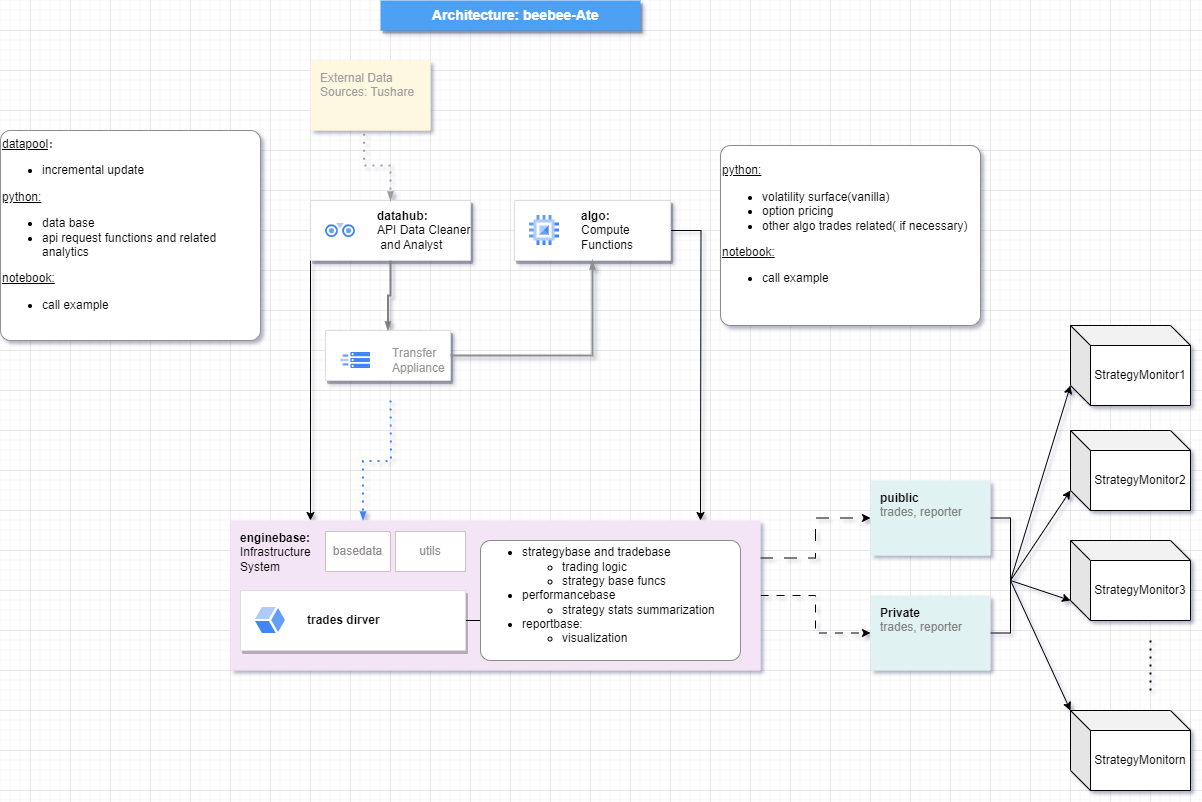 Architecture: beebee-Ate
External Data
Sources: Tushare
datapool：
incremental update
python:
data base
api request functions and related
analytics
notebook:
call example
datahub:
API Data Cleaner
and Analyst
algo:
Compute
Functions
python:
volatility surface(vanilla)
option pricing
other algo trades related( if necessary)
notebook:
call example
Transfer
Appliance
enginebase:
Infrastructure
System
basedata
utils
trades dirver
strategybase and tradebase
trading logic
strategy base funcs
performancebase
strategy stats summarization
reportbase:
visualization
puiblic
trades, reporter
Private
trades, reporter
StrategyMonitor1
StrategyMonitor2
StrategyMonitor3
StrategyMonitorn